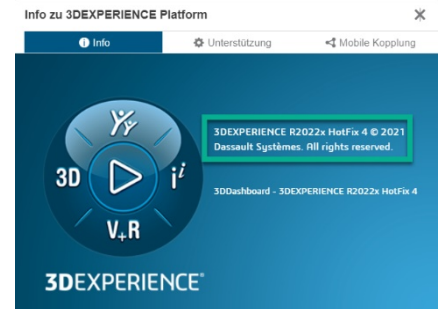 Info zu 3DEXPERIENCE Platform
Info
Unterstützung
Mobile Kopplung
3DEXPERIENCE R2022x HotFix 4 © 2021
Dassault Systèmes. All rights reserved.
3D
i²
3DDashboard - 3DEXPERIENCE R2022x HotFix 4
V+R
3DEXPERIENCE®